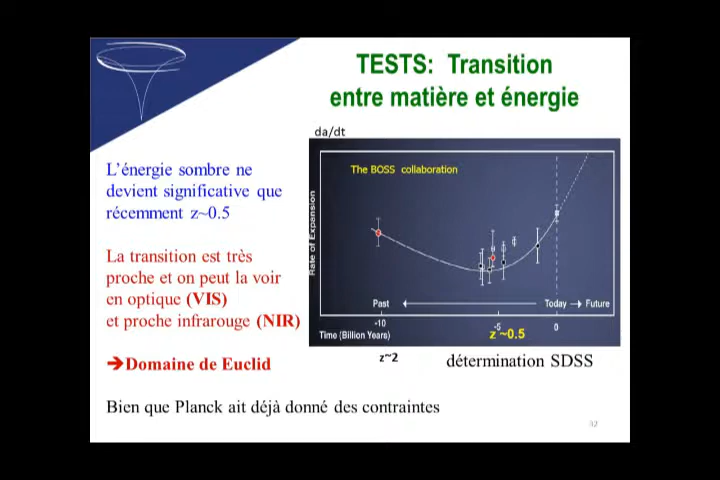 TESTS: Transition
entre matière et énergie
da/dt
L'énergie sombre ne
devient significative que
récemment z~0.5
La transition est très
proche et on peut la voir
en optique (VIS)
et proche infrarouge (NIR)
➔Domaine de Euclid
The BOSS collaboration
Rate of Expansion
Past
Today → Future
-10
-5
0
Time (Billion Years)
z ~0.5
z~2
détermination SDSS
Bien que Planck ait déjà donné des contraintes
32